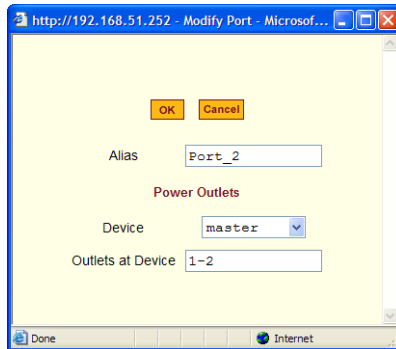 http://192.168.51.252 - Modify Port - Microsof...
OK Cancel
Alias Port_2
Power Outlets
Device master
Outlets at Device 1-2
Done Internet